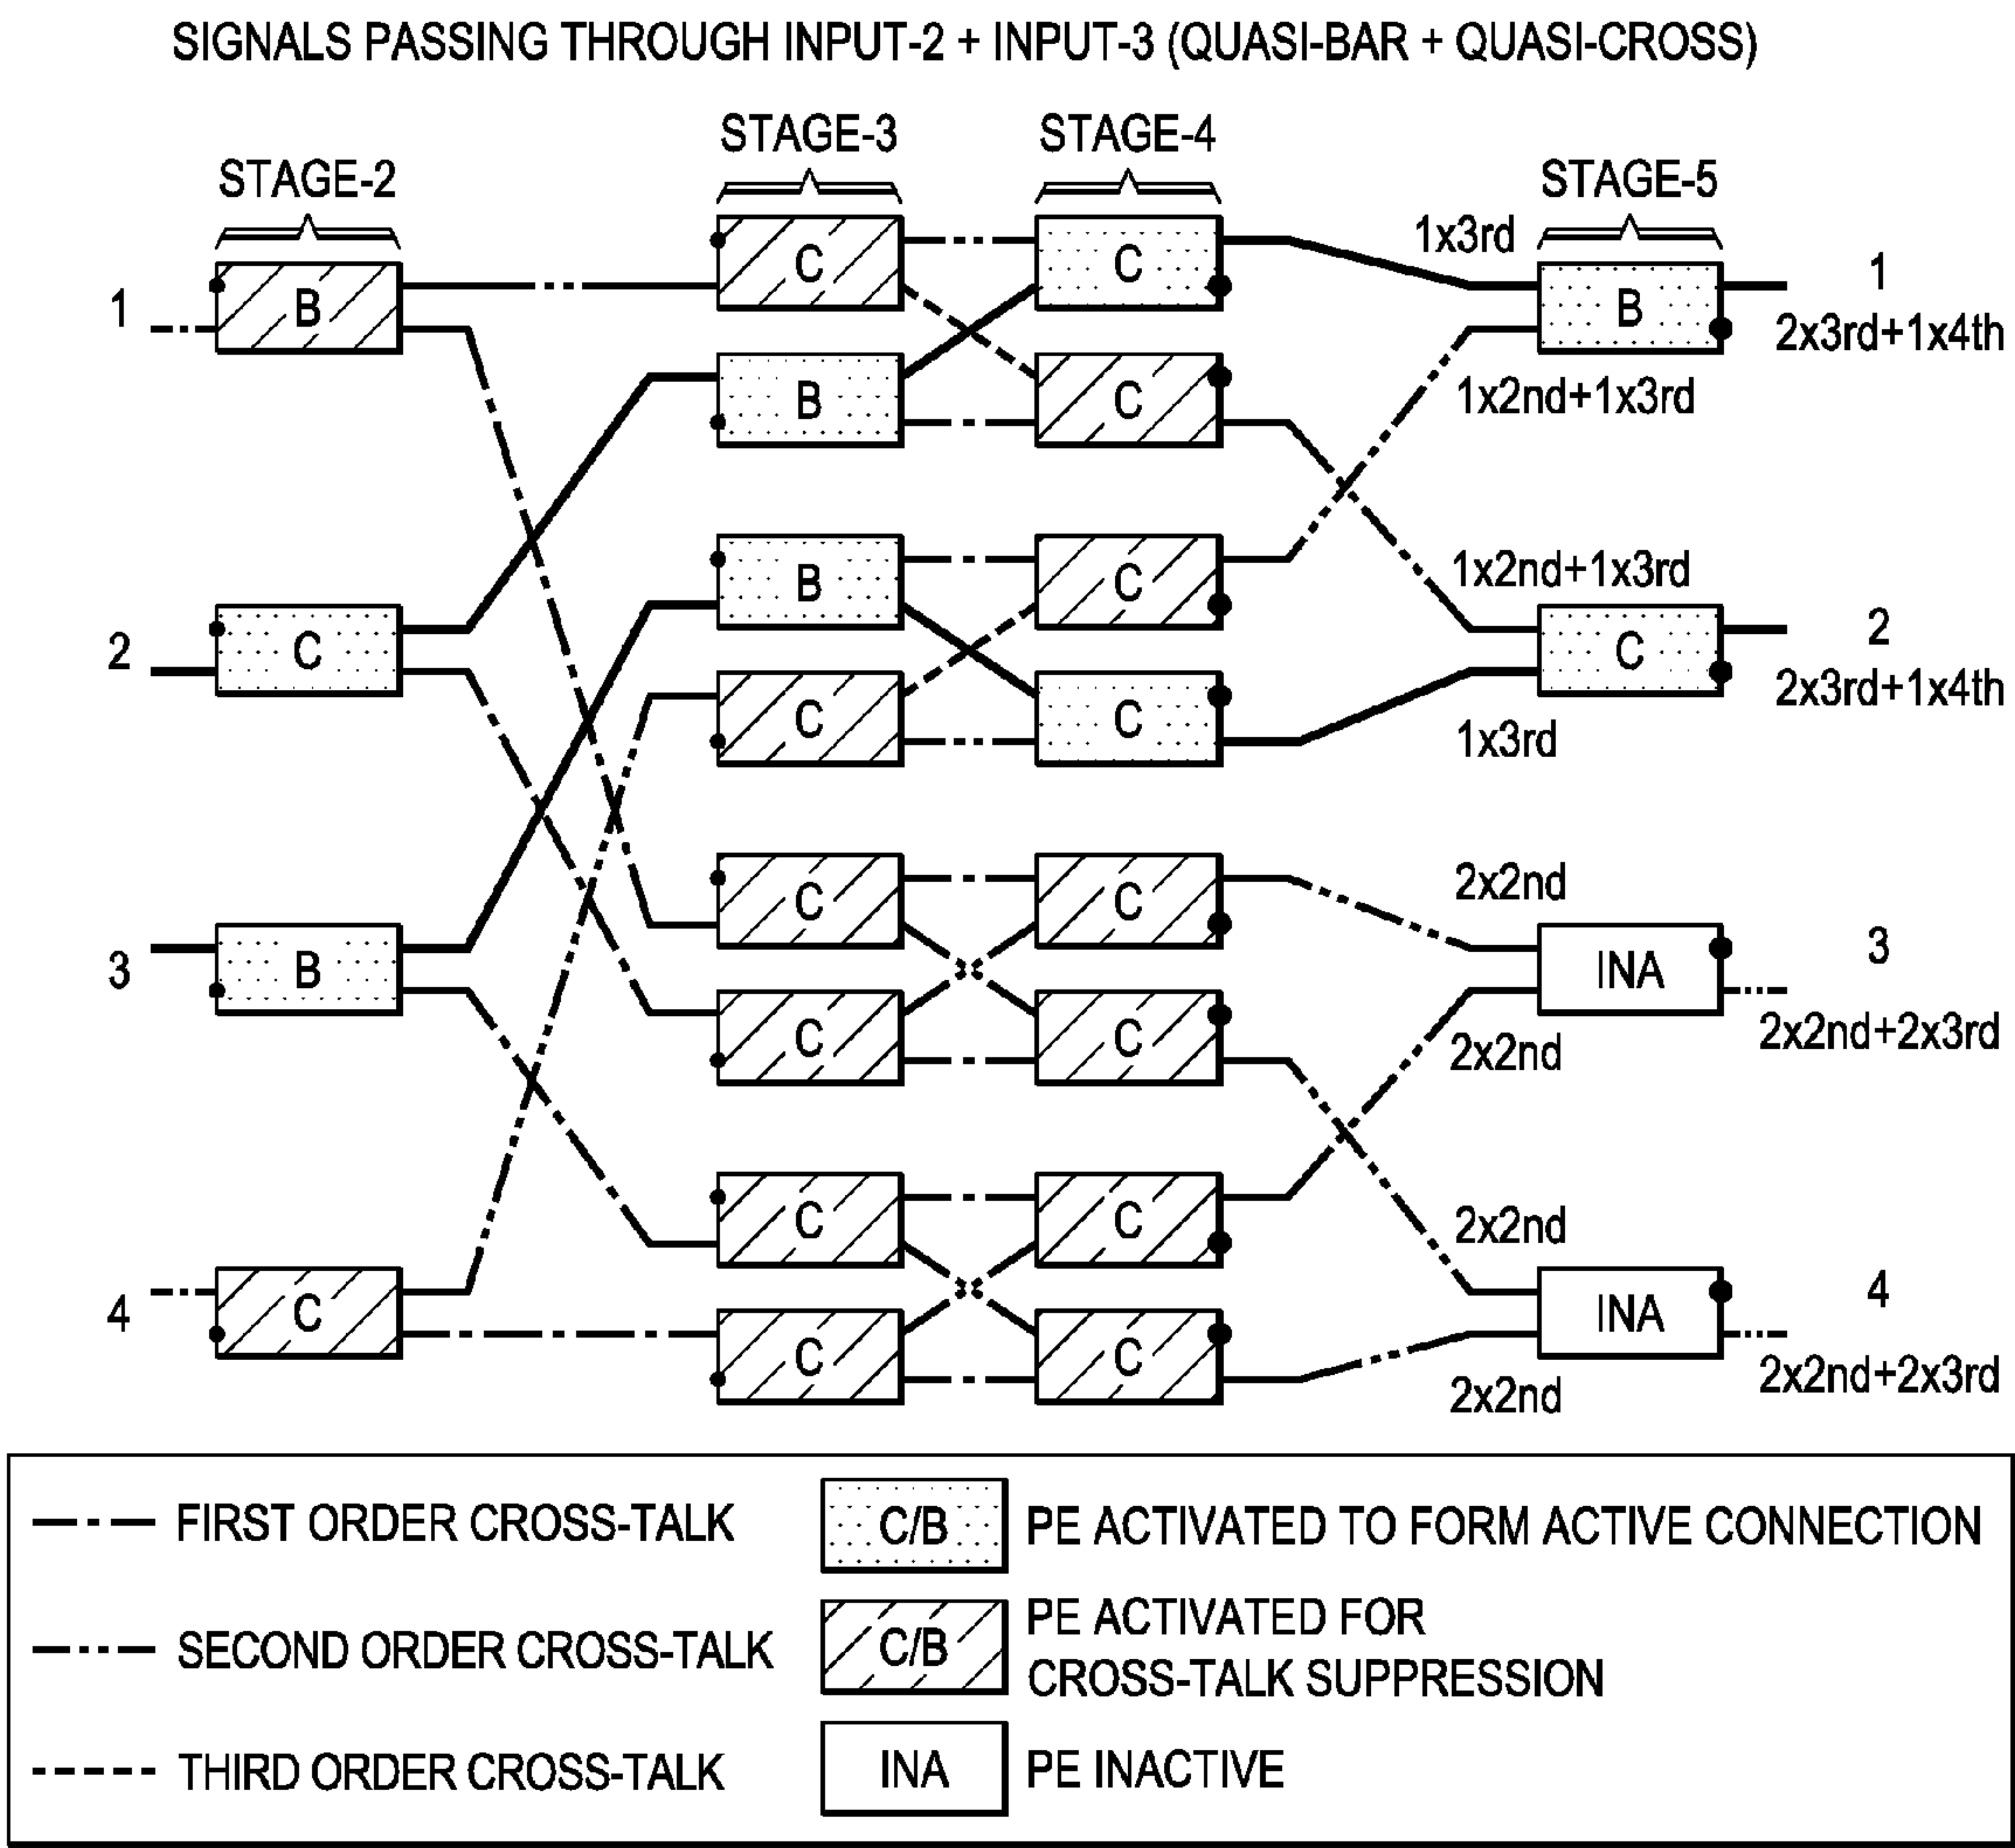 SIGNALS PASSING THROUGH INPUT-2 + INPUT-3 (QUASI-BAR + QUASI-CROSS)
STAGE-2
STAGE-3
STAGE-4
STAGE-5
1
B
C
C
1x3rd
B
1
2x3rd+1x4th
B
C
1x2nd+1x3rd
2
C
B
C
1x2nd+1x3rd
C
2
2x3rd+1x4th
C
C
1x3rd
3
B
C
C
2x2nd
INA
3
2x2nd+2x3rd
C
C
2x2nd
4
C
C
C
2x2nd
INA
4
2x2nd+2x3rd
C
C
2x2nd
FIRST ORDER CROSS-TALK
C/B
PE ACTIVATED TO FORM ACTIVE CONNECTION
SECOND ORDER CROSS-TALK
C/B
PE ACTIVATED FOR
CROSS-TALK SUPPRESSION
THIRD ORDER CROSS-TALK
INA
PE INACTIVE